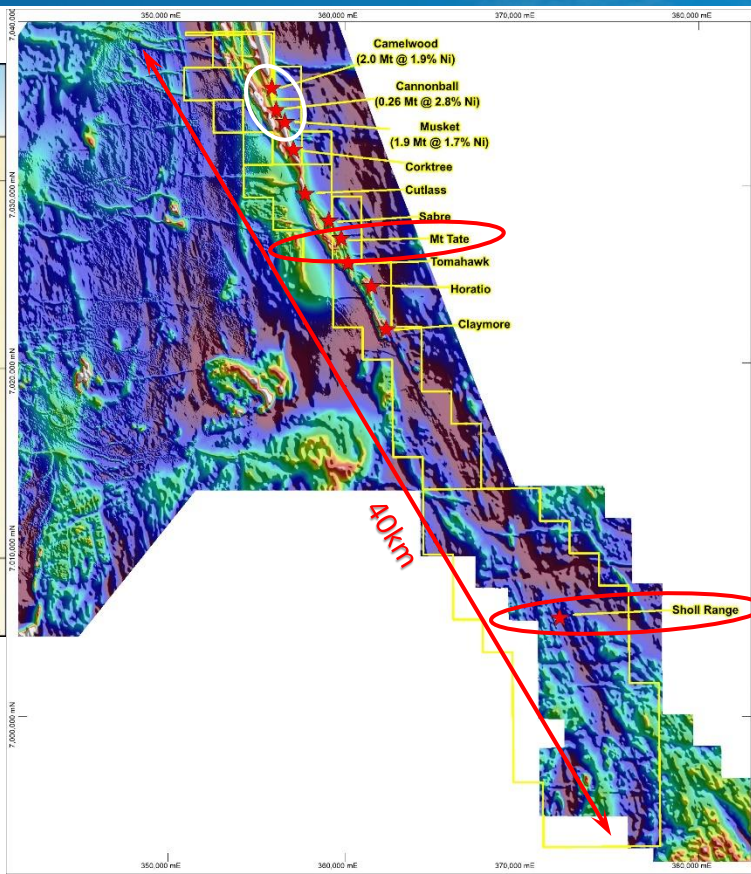 350,000 mE
360,000 mE
370,000 mE
380,000 mE
7,040,000
Camelwood
(2.0 Mt @ 1.9% Ni)
Cannonball
(0.26 Mt @ 2.8% Ni)
Musket
(1.9 Mt @ 1.7% Ni)
Corktree
7,030,000 mN
Cutlass
Sabre
Mt Tate
Tomahawk
Horatio
Claymore
7,020,000 mN
40km
7,010,000 mN
Sholl Range
7,000,000 mN
350,000 mE
360,000 mE
370,000 mE
380,000 mE